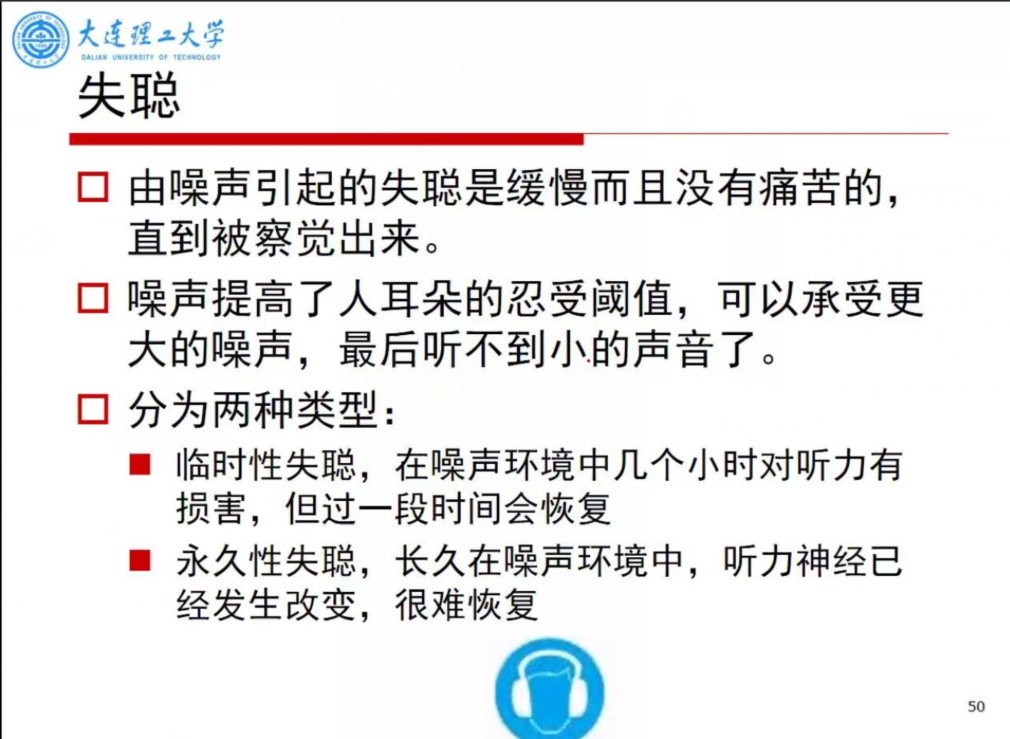 大连理工大学
DALIAN UNIVERSITY OF TECHNOLOGY
失聪
由噪声引起的失聪是缓慢而且没有痛苦的，
直到被察觉出来。
噪声提高了人耳朵的忍受阈值，可以承受更
大的噪声，最后听不到小的声音了。
分为两种类型：
临时性失聪，在噪声环境中几个小时对听力有
损害，但过一段时间会恢复
永久性失聪，长久在噪声环境中，听力神经已
经发生改变，很难恢复
50